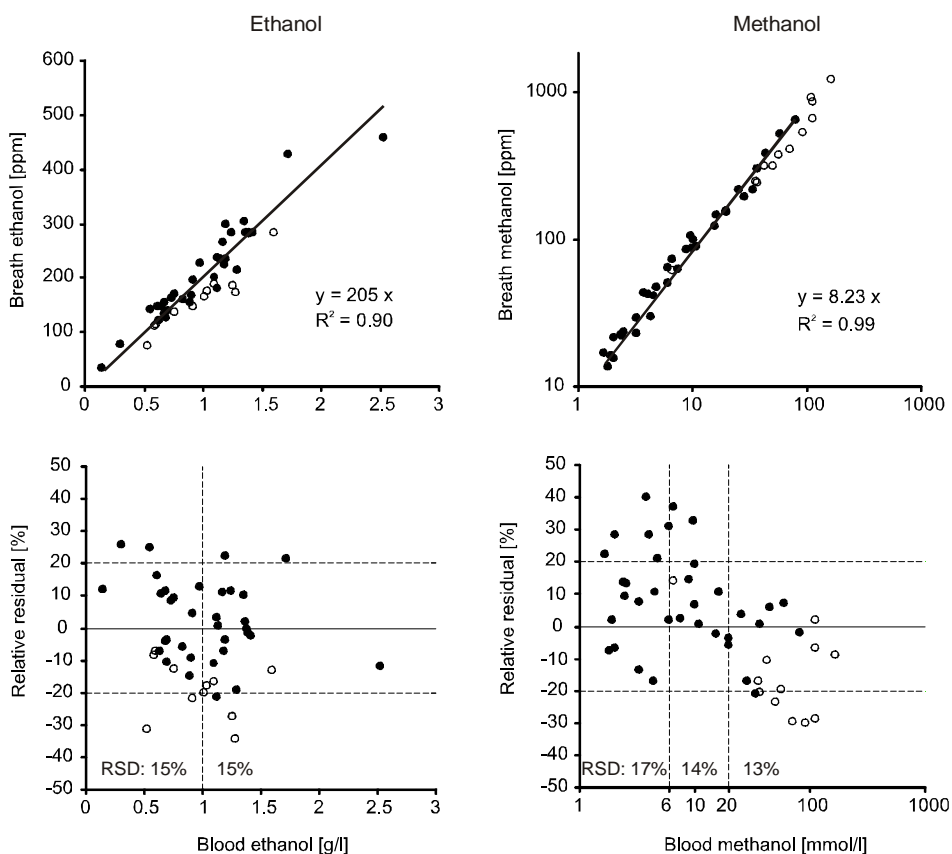 Ethanol
Methanol
Breath ethanol [ppm]
600
500
400
300
200
100
0
0 0.5 1 1.5 2 2.5 3
y = 205 x
R² = 0.90
Breath methanol [ppm]
1000
100
10
1 10 100 1000
y = 8.23 x
R² = 0.99
Relative residual [%]
50
40
30
20
10
0
-10
-20
-30
-40
-50
RSD: 15% 15%
0 0.5 1 1.5 2 2.5 3
Blood ethanol [g/l]
Relative residual [%]
50
40
30
20
10
0
-10
-20
-30
-40
-50
RSD: 17% 14% 13%
1 6 10 20 100 1000
Blood methanol [mmol/l]